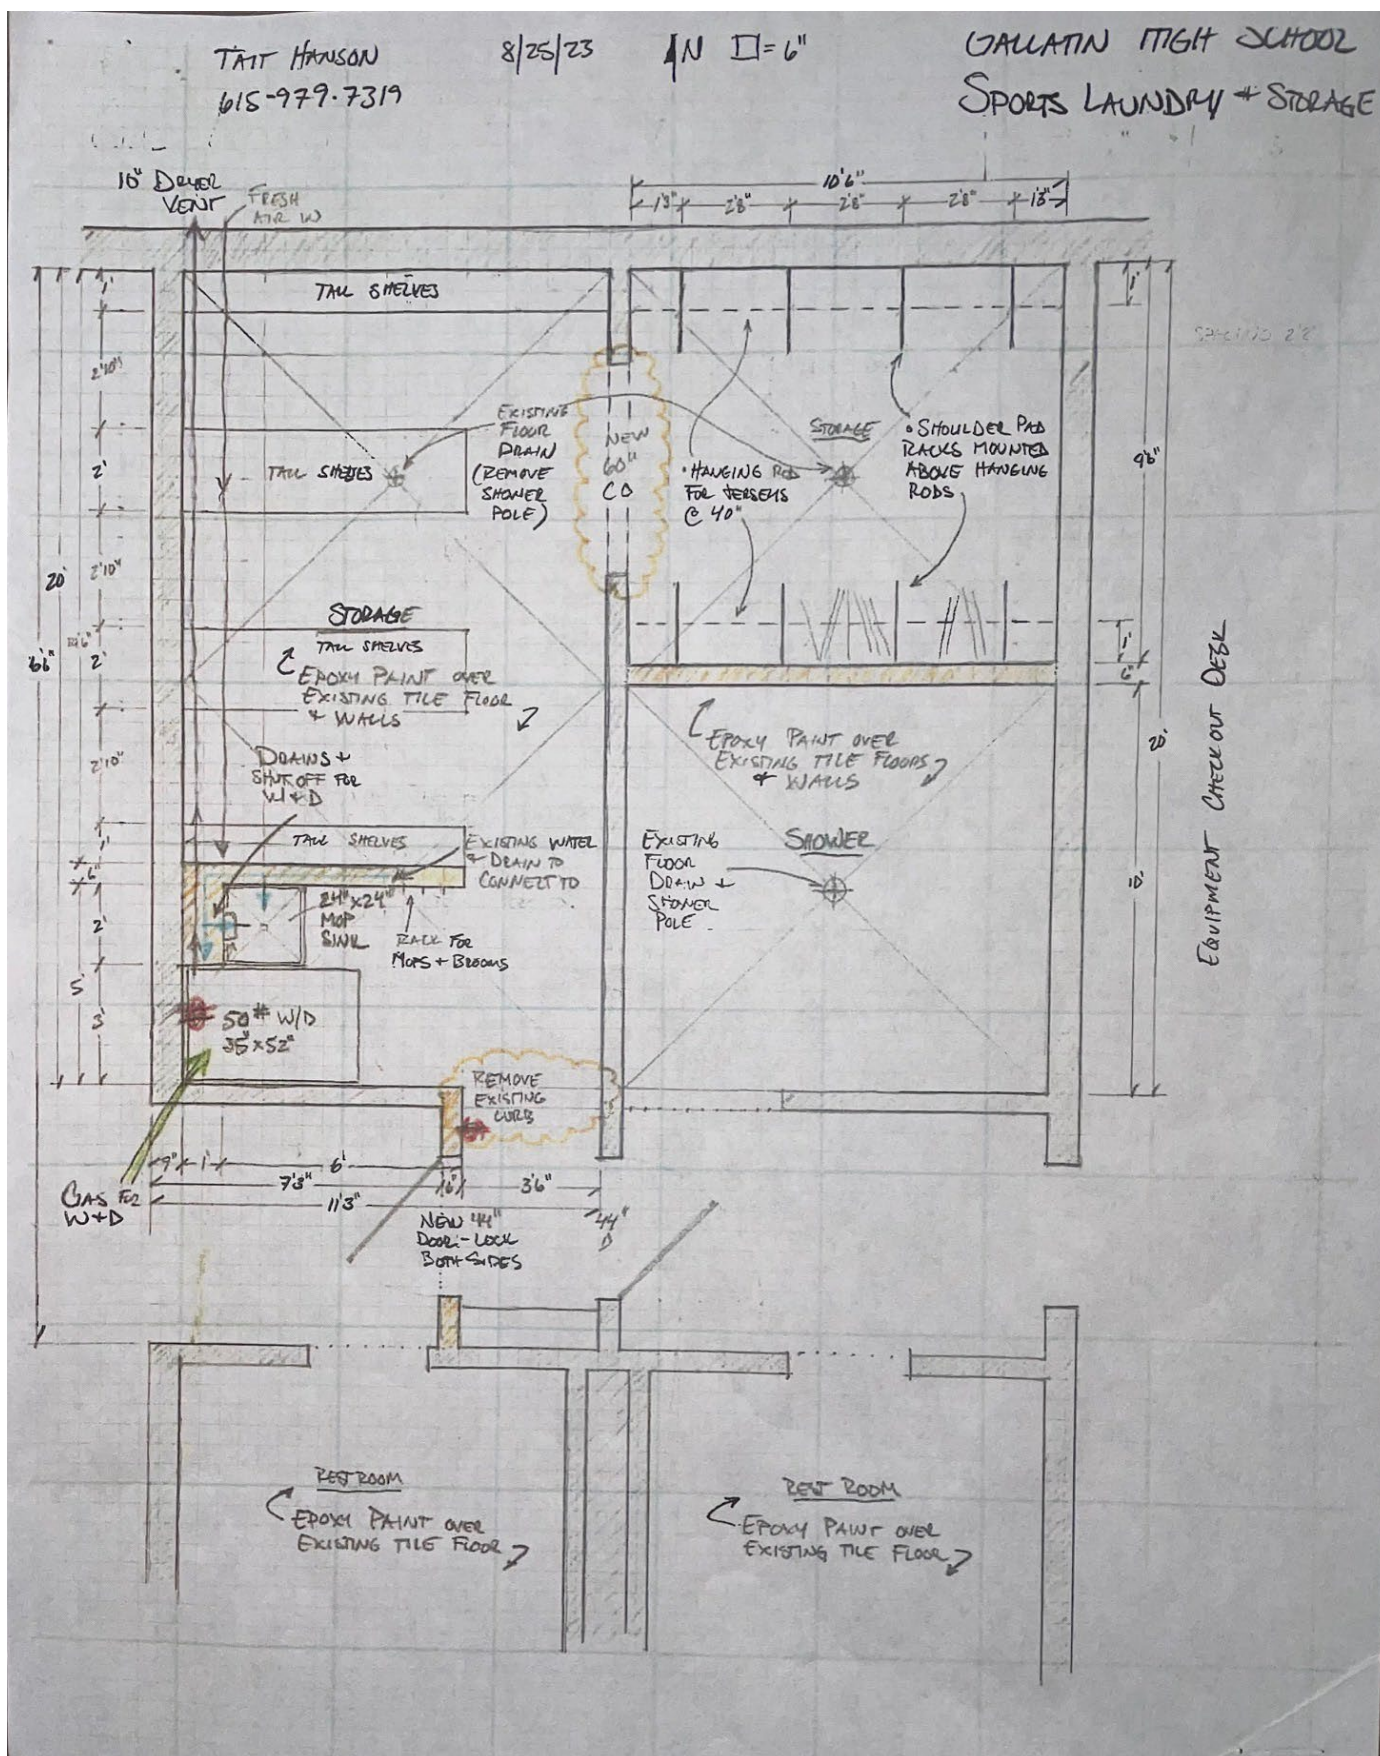 TAIT HANSON
615-979-7319
8/25/23
N □=6"
GALLATIN HIGH SCHOOL
SPORTS LAUNDRY + STORAGE
10" DRYER
VENT
FRESH
AIR
10'6"
1'3"
2'8"
2'8"
2'8"
1'3"
TALL SHELVES
1'
2'10"
2'
2'10"
2'
2'10"
1'
6"
2'
5'
3'
20'
TALL SHELVES
EXISTING
FLOOR
DRAIN
(REMOVE
SHOWER
POLE)
NEW
60"
CO
STORAGE
• HANGING ROD
FOR JERSEYS
@ 40"
• SHOULDER PAD
RACKS MOUNTED
ABOVE HANGING
RODS
1'
9'6"
1'
6"
20'
10'
EQUIPMENT CHECKOUT DESK
STORAGE
TALL SHELVES
EPOXY PAINT OVER
EXISTING TILE FLOOR
+ WALLS
DRAINS +
SHUT OFF FOR
W+D
EPOXY PAINT OVER
EXISTING TILE FLOORS
+ WALLS
TALL SHELVES
EXISTING WATER
+ DRAIN TO
CONNECT TO
EXISTING
FLOOR
DRAIN +
SHOWER
POLE
SHOWER
24"x24"
MOP
SINK
RACK FOR
MOPS + BROOMS
50# W/D
35"x52"
REMOVE
EXISTING
CURB
GAS FOR
W+D
9"
1'
6'
7'3"
6"
3'6"
11'3"
NEW 44"
DOOR - LOCK
BOTH SIDES
44"
D
REST ROOM
EPOXY PAINT OVER
EXISTING TILE FLOOR
REST ROOM
EPOXY PAINT OVER
EXISTING TILE FLOOR